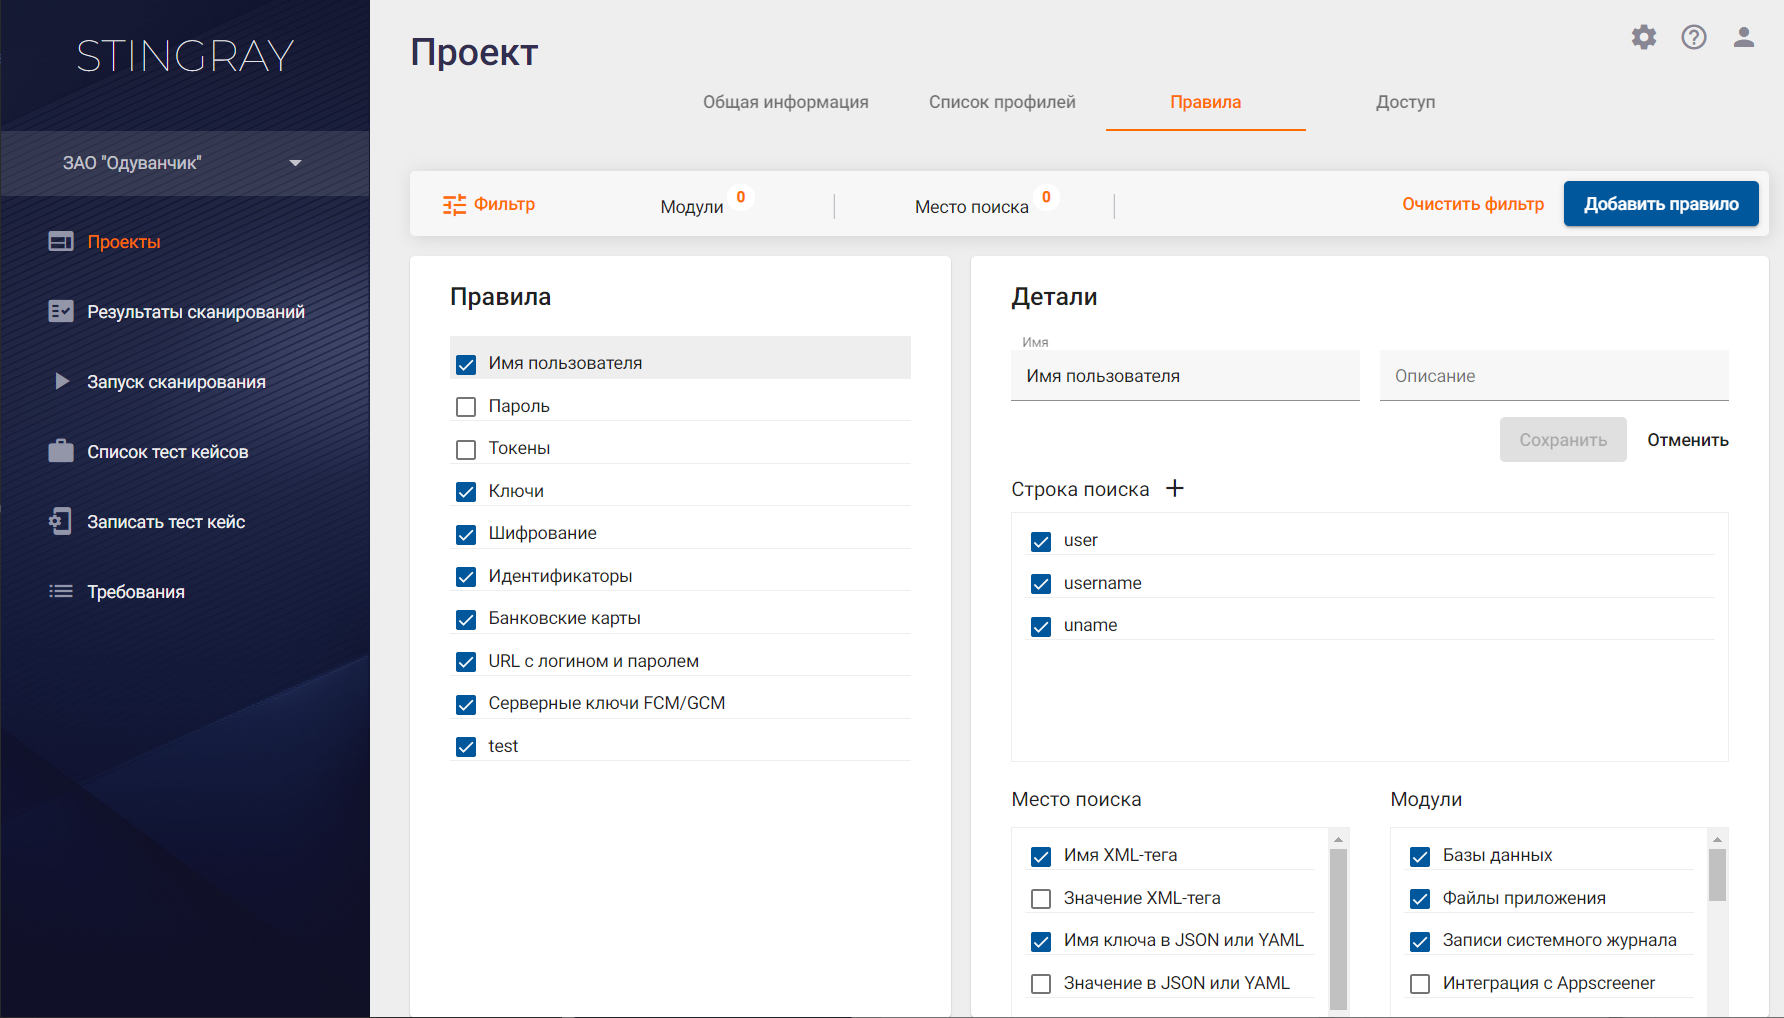 STINGRAY
ЗАО "Одуванчик"
Проекты
Результаты сканирований
Запуск сканирования
Список тест кейсов
Записать тест кейс
Требования
Проект
Общая информация
Список профилей
Правила
Доступ
Фильтр
Модули 0
Место поиска 0
Очистить фильтр
Добавить правило
Правила
Имя пользователя
Пароль
Токены
Ключи
Шифрование
Идентификаторы
Банковские карты
URL с логином и паролем
Серверные ключи FCM/GCM
test
Детали
Имя
Имя пользователя
Описание
Сохранить
Отменить
Строка поиска
user
username
uname
Место поиска
Имя XML-тега
Значение XML-тега
Имя ключа в JSON или YAML
Значение в JSON или YAML
Модули
Базы данных
Файлы приложения
Записи системного журнала
Интеграция с Appscreener